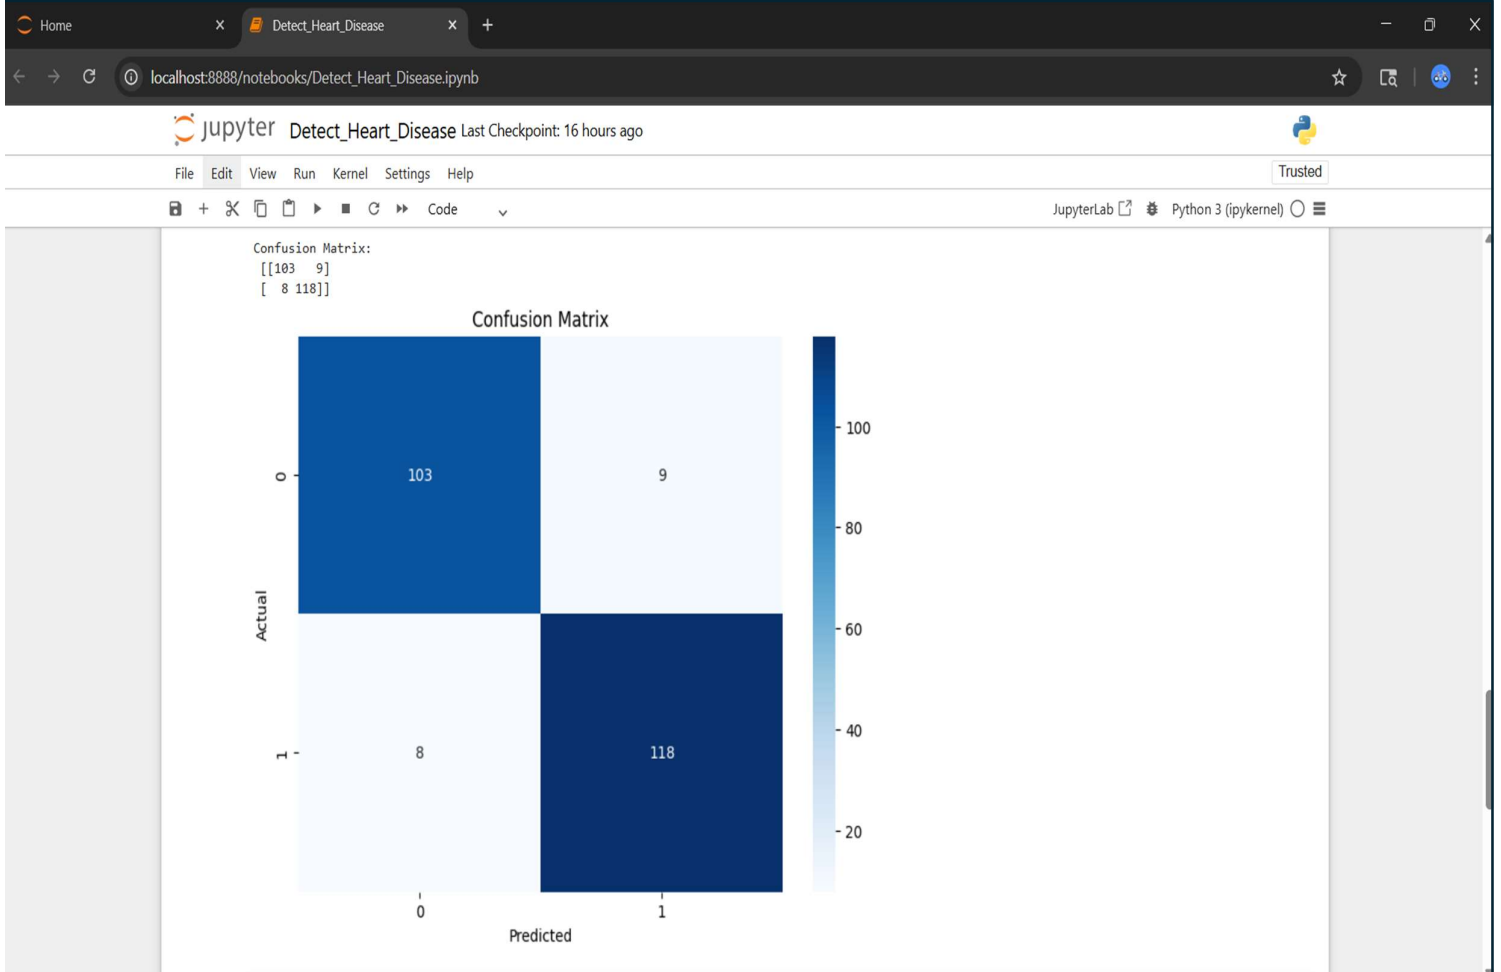 Home
Detect_Heart_Disease
localhost:8888/notebooks/Detect_Heart_Disease.ipynb
jupyter Detect_Heart_Disease Last Checkpoint: 16 hours ago
File Edit View Run Kernel Settings Help
Trusted
Code
JupyterLab
Python 3 (ipykernel)
Confusion Matrix:
[[103 9]
[ 8 118]]
Confusion Matrix
103
9
8
118
0
1
Actual
0
1
Predicted
100
80
60
40
20